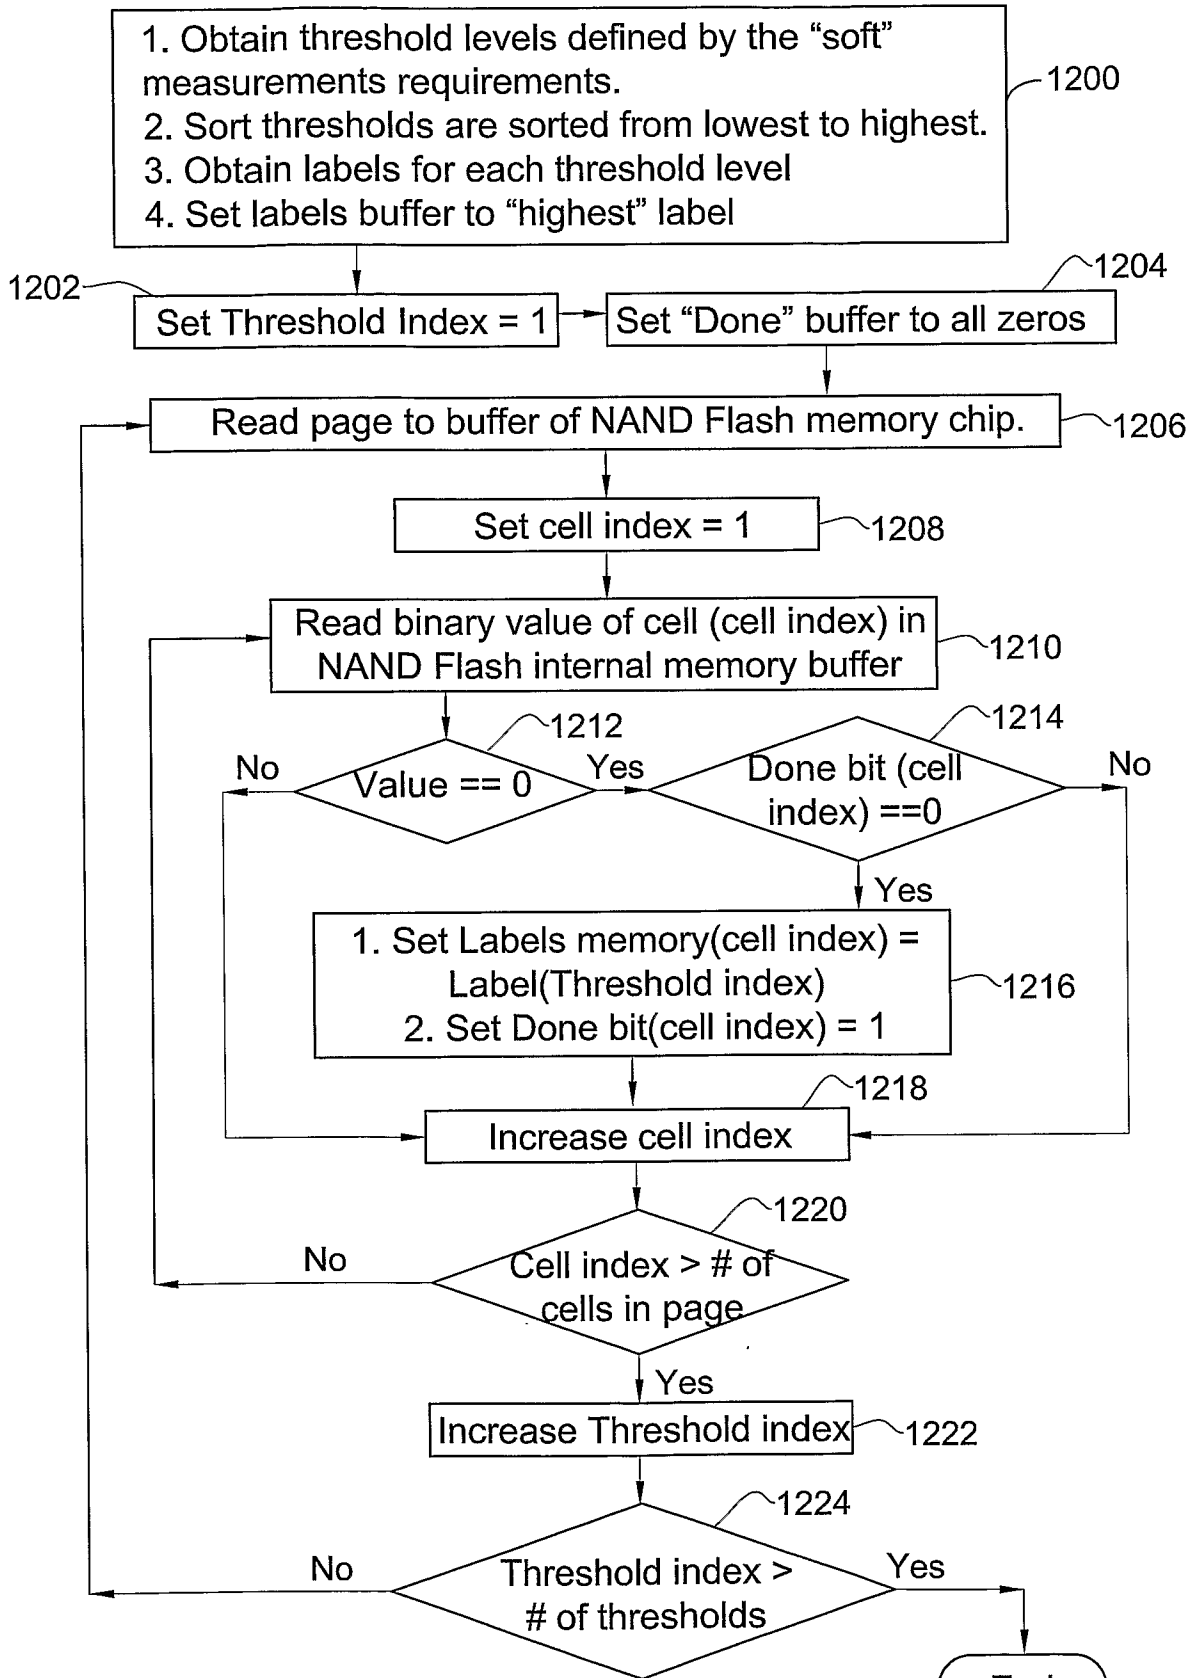 1. Obtain threshold levels defined by the “soft”
measurements requirements.
2. Sort thresholds are sorted from lowest to highest.
3. Obtain labels for each threshold level
4. Set labels buffer to “highest” label
1200
1202
Set Threshold Index = 1
1204
Set “Done” buffer to all zeros
Read page to buffer of NAND Flash memory chip.
1206
Set cell index = 1
1208
Read binary value of cell (cell index) in
NAND Flash internal memory buffer
1210
1212
Value == 0
No
Yes
1214
Done bit (cell
index) ==0
No
Yes
1. Set Labels memory(cell index) =
Label(Threshold index)
2. Set Done bit(cell index) = 1
1216
1218
Increase cell index
1220
Cell index > # of
cells in page
No
Yes
Increase Threshold index
1222
1224
Threshold index >
# of thresholds
No
Yes